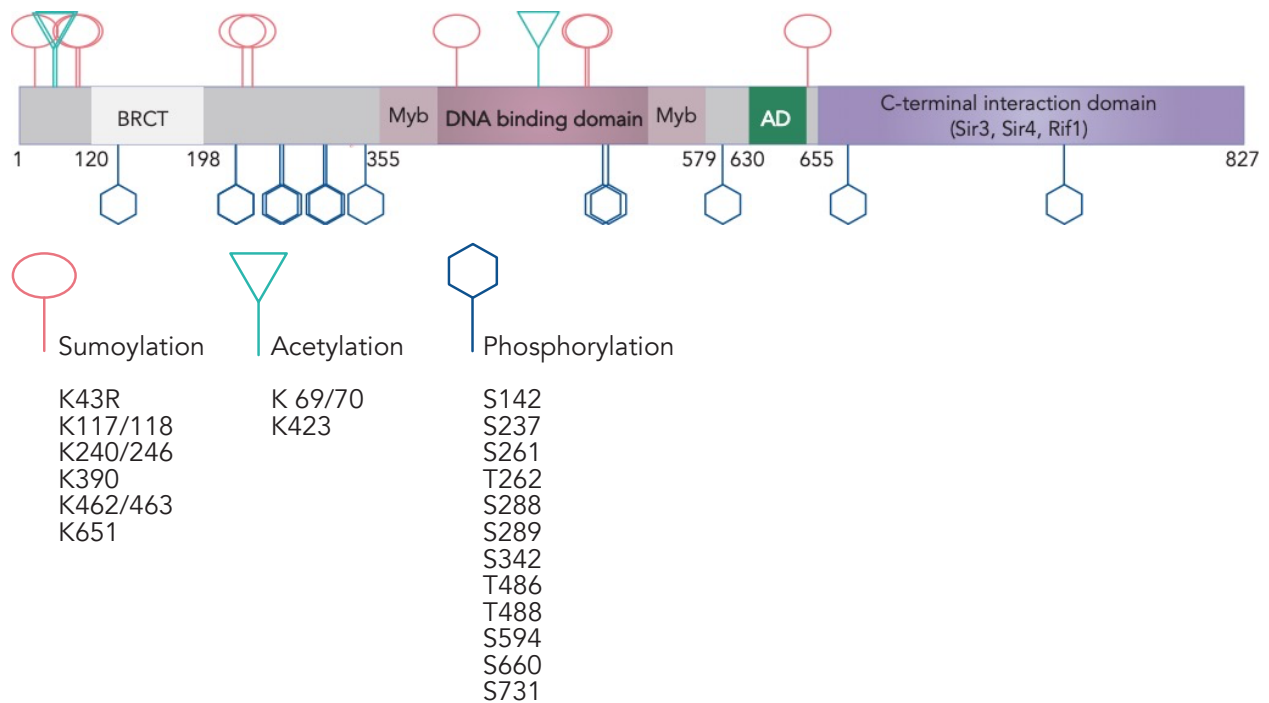 BRCT
Myb
DNA binding domain
Myb
AD
C-terminal interaction domain
(Sir3, Sir4, Rif1)
1 120 198 355 579 630 655 827
Sumoylation
K43R
K117/118
K240/246
K390
K462/463
K651
Acetylation
K 69/70
K423
Phosphorylation
S142
S237
S261
T262
S288
S289
S342
T486
T488
S594
S660
S731